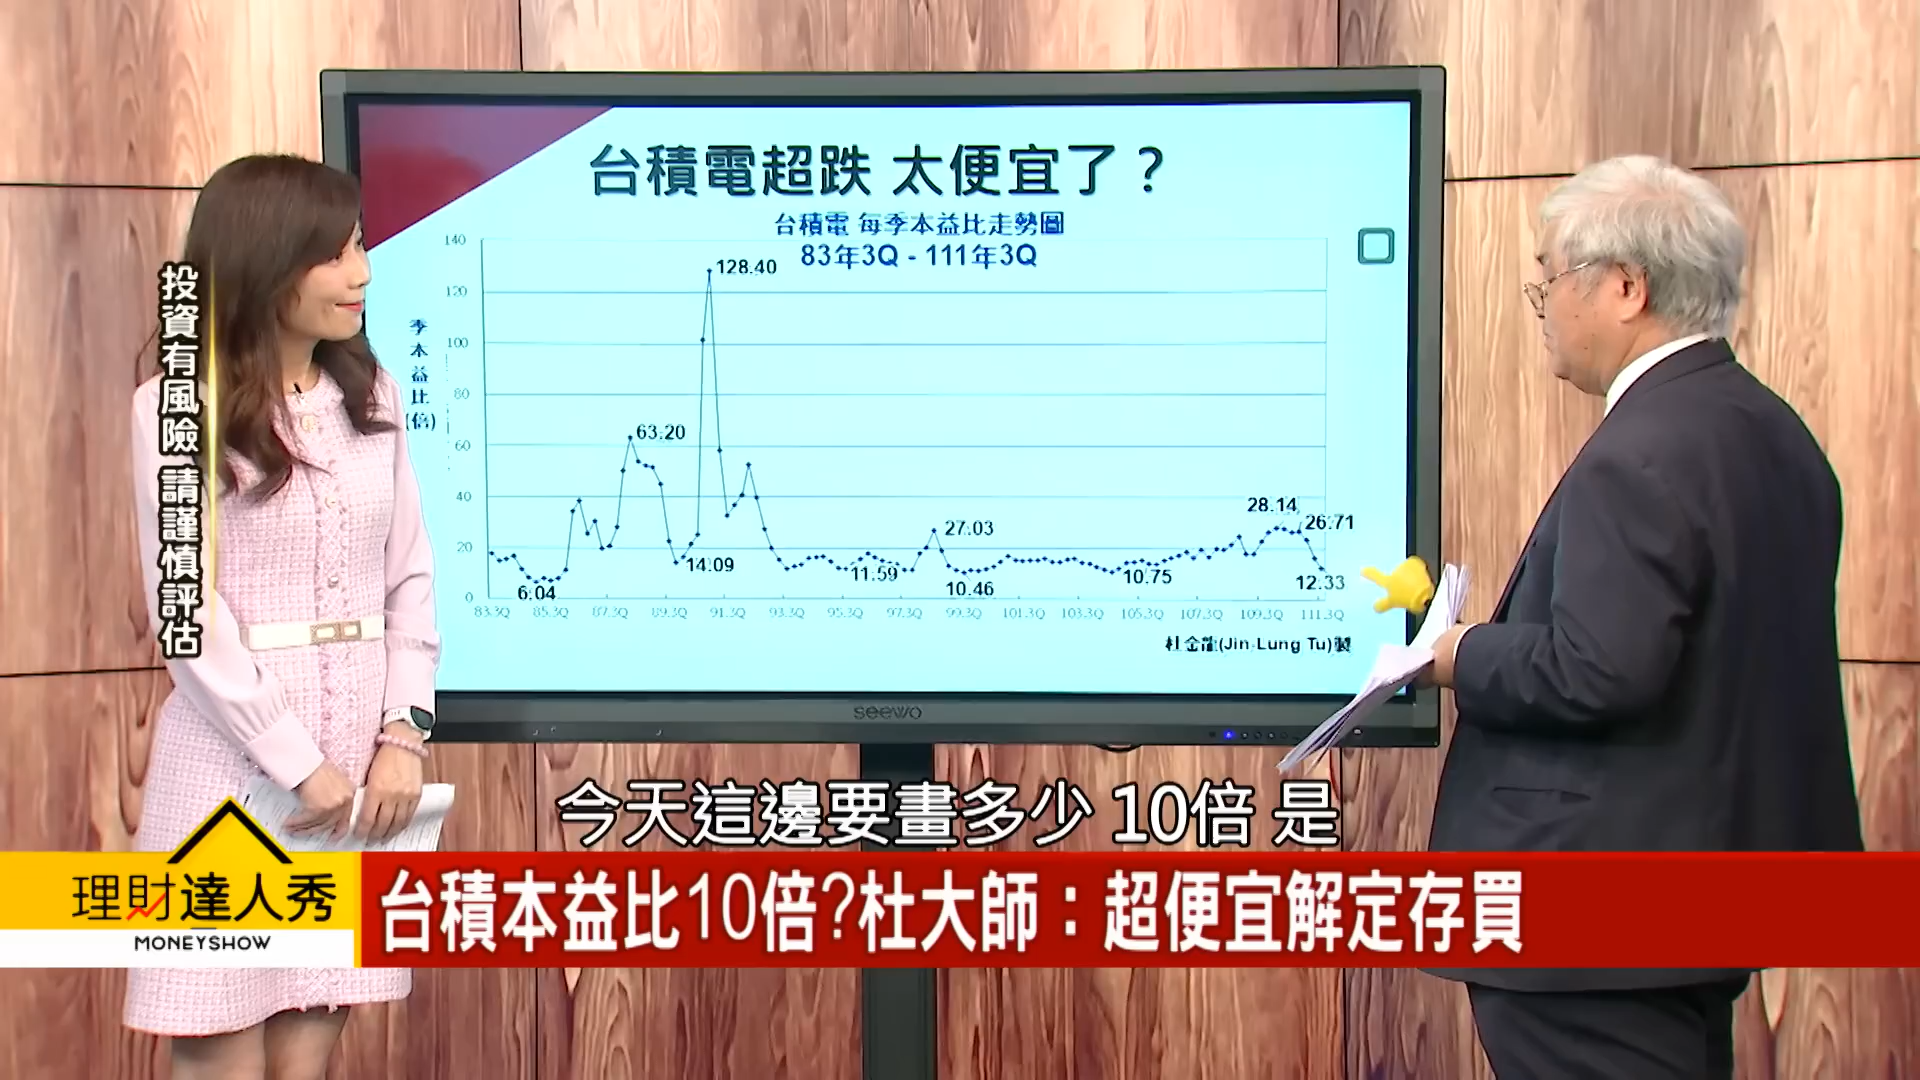 台積電超跌 太便宜了？
台積電 每季本益比走勢圖
83年3Q - 111年3Q
季本益比(倍)
140
120
100
80
60
40
20
0
128.40
63.20
6.04
14.09
11.59
27.03
10.46
10.75
28.14
26.71
12.33
83.3Q 85.3Q 87.3Q 89.3Q 91.3Q 93.3Q 95.3Q 97.3Q 99.3Q 101.3Q 103.3Q 105.3Q 107.3Q 109.3Q 111.3Q
杜金龍(Jin-Lung Tu)製
seewo
投資有風險 請謹慎評估
今天這邊要畫多少 10倍 是
理財達人秀
MONEYSHOW
台積本益比10倍?杜大師：超便宜解定存買